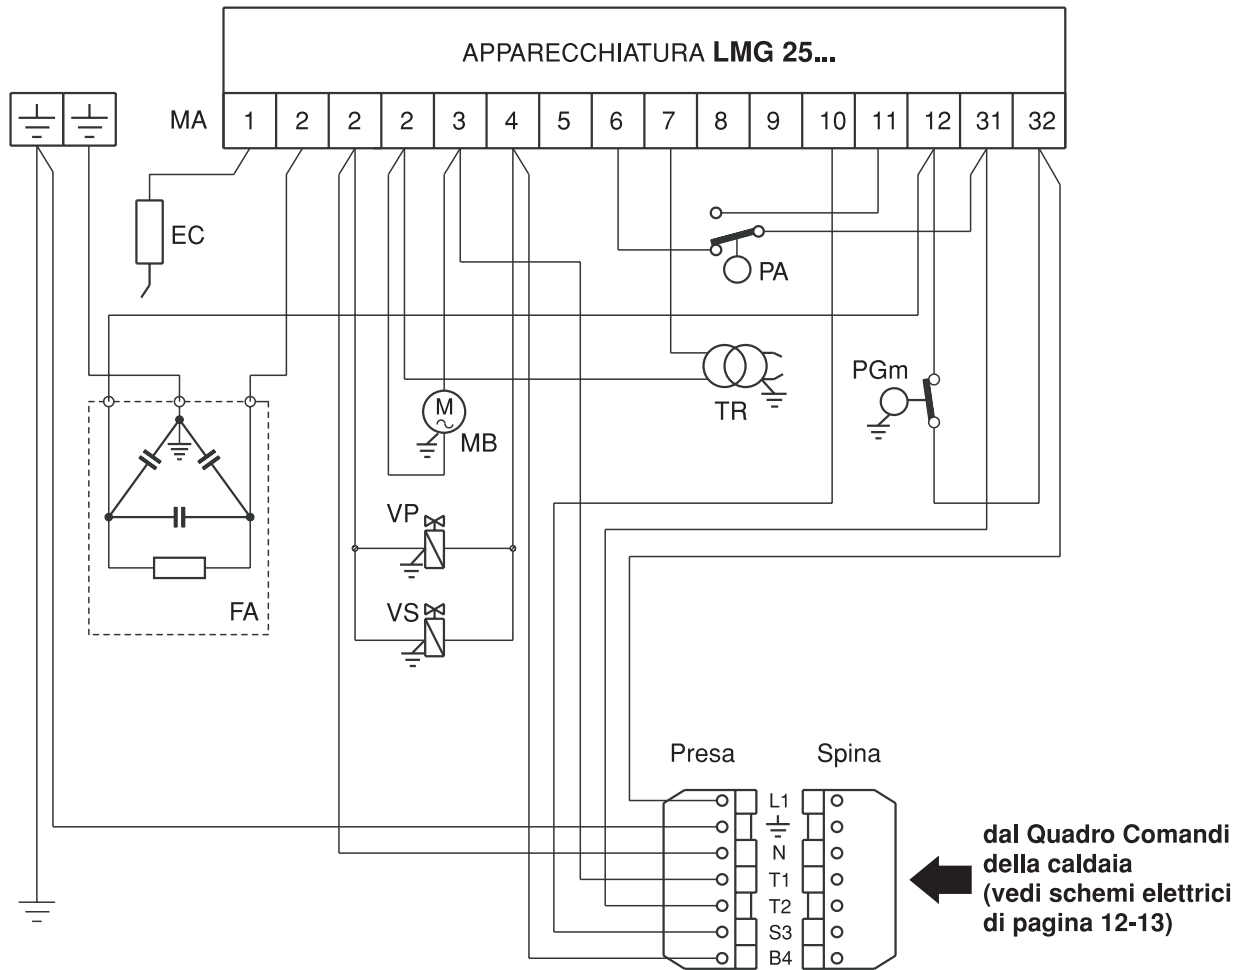 APPARECCHIATURA LMG 25...
MA 1 2 2 2 3 4 5 6 7 8 9 10 11 12 31 32
EC
PA
PGm
TR
M
MB
VP
FA
VS
Presa Spina
L1
N
T1
T2
S3
B4
dal Quadro Comandi
della caldaia
(vedi schemi elettrici
di pagina 12-13)